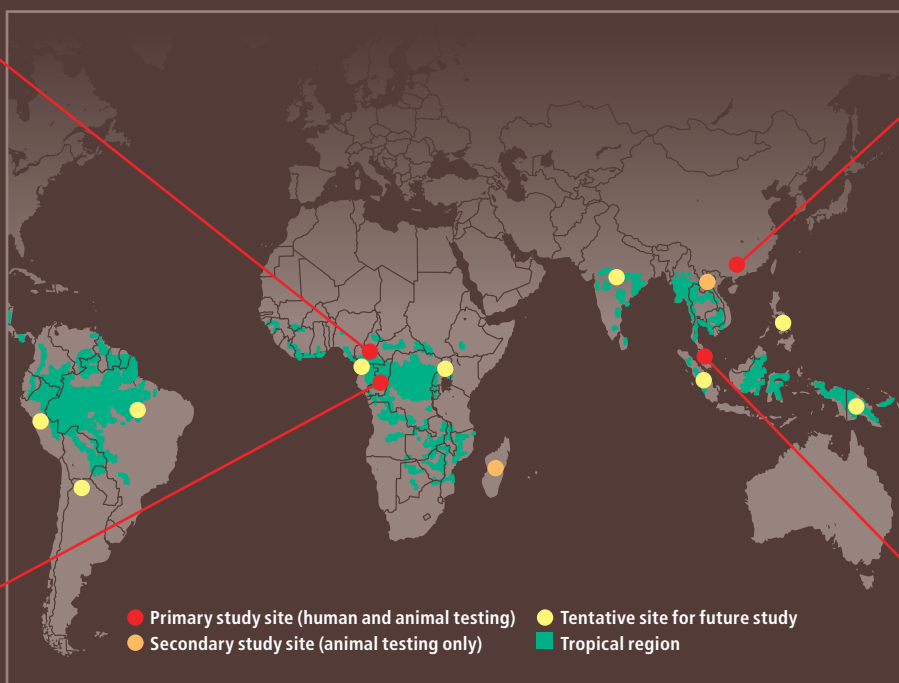 Primary study site (human and animal testing)
Secondary study site (animal testing only)
Tentative site for future study
Tropical region